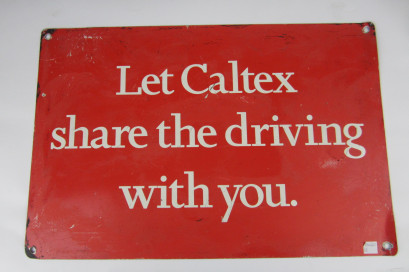 Let Caltex
share the driving
with you.